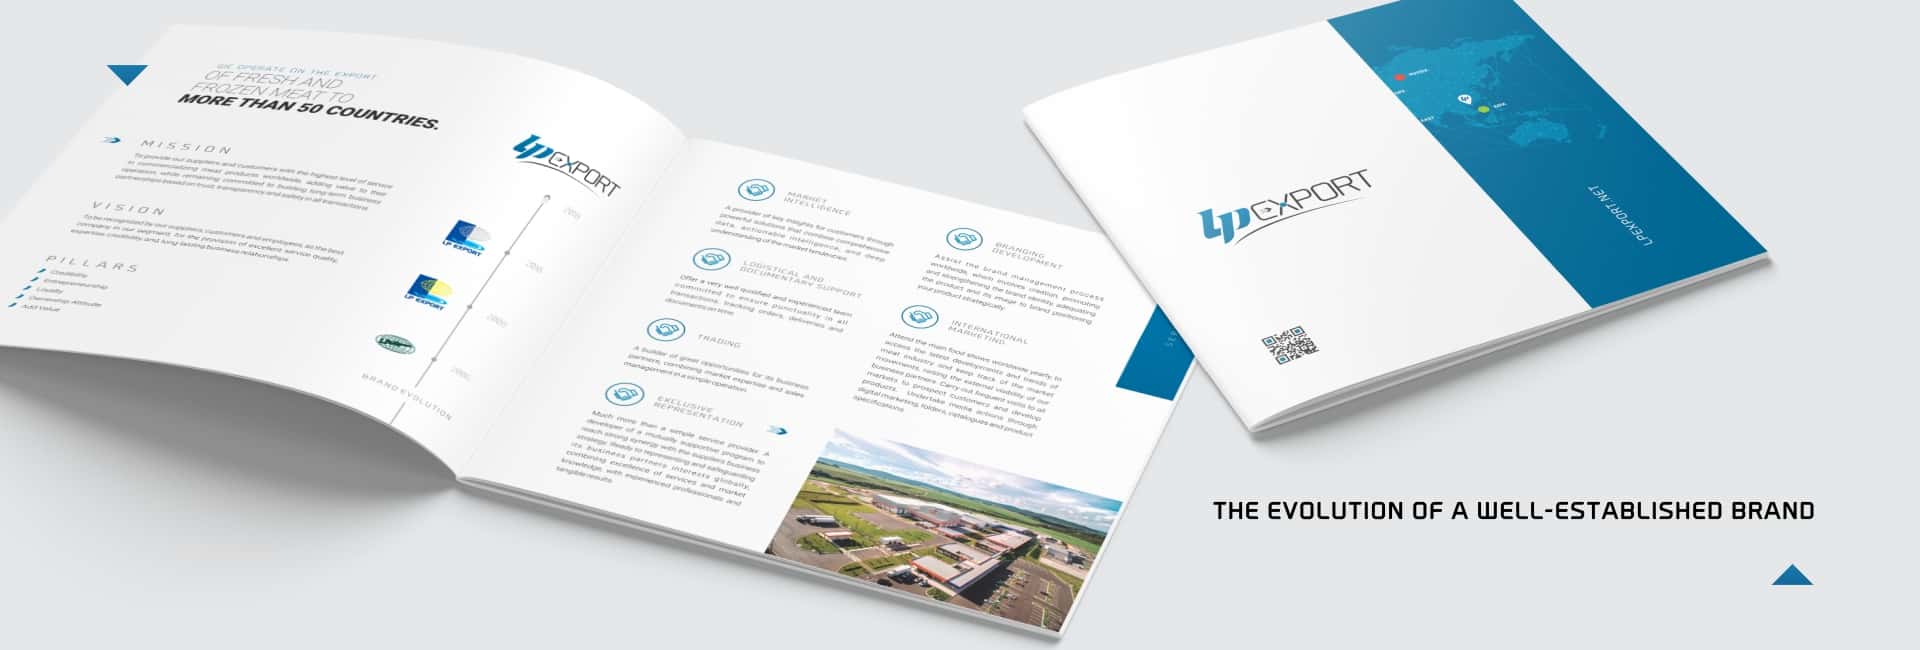 WE OPERATE ON THE EXPORT
OF FRESH AND
FROZEN MEAT TO
MORE THAN 50 COUNTRIES.
MISSION
To provide our suppliers and customers with the highest level of service
in commercializing meat products worldwide, adding value to their
operation, while remaining committed to building long-term business
partnerships based on trust, transparency and safety in all transactions
VISION
To be recognized by our suppliers, customers and employees, as the best
company in our segment, for the provision of excellent service quality,
expertise, credibility and long-lasting business relationships.
PILLARS
Credibility
Entrepreneurship
Loyalty
Ownership Attitude
Add Value
LP EXPORT
LP EXPORT
LP EXPORT
BRAND EVOLUTION
MARKET
INTELLIGENCE
A provider of key insights for customers through
powerful solutions that combine comprehensive
data, actionable intelligence, and deep
understanding of the market tendencies.
LOGISTICAL AND
DOCUMENTARY SUPPORT
Offer a very well qualified and experienced team
committed to ensure punctuality in all
transactions, tracking orders, deliveries and
documents on time.
TRADING
A builder of great opportunities for its business
partners, combining market expertise and sales
management in a simple operation.
EXCLUSIVE
REPRESENTATION
Much more than a simple service provider. A
developer of a mutually supportive program to
reach strong synergy with the suppliers business
strategy. Ready to representing and safeguarding
its business partners interests globally,
combining excellence of services and market
knowledge, with experienced professionals and
tangible results.
BRANDING
DEVELOPMENT
Assist the brand management process
worldwide, which involves creation, promoting
and strengthening the brand identity, adequating
the product and its image to brand positioning
your product strategically.
INTERNATIONAL
MARKETING
Attend the main food shows worldwide yearly, to
access the latest developments and trends of
meat industry and keep track of the market
movements, raising the external visibility of our
business partners. Carry out frequent visits to all
markets to prospect customers and develop
products. Undertake media actions through
digital marketing, folders, catalogues and product
specifications.
LP EXPORT
LPEXPORT.NET
THE EVOLUTION OF A WELL-ESTABLISHED BRAND